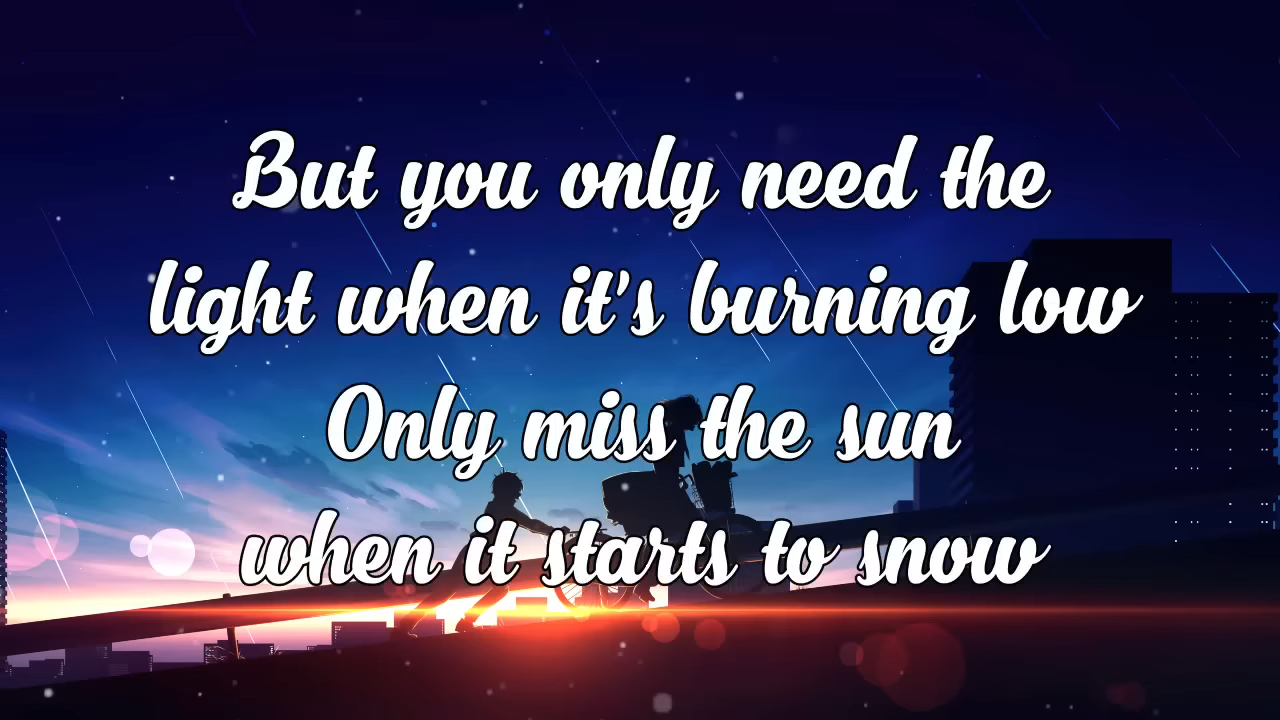 But you only need the
light when it's burning low
Only miss the sun
when it starts to snow